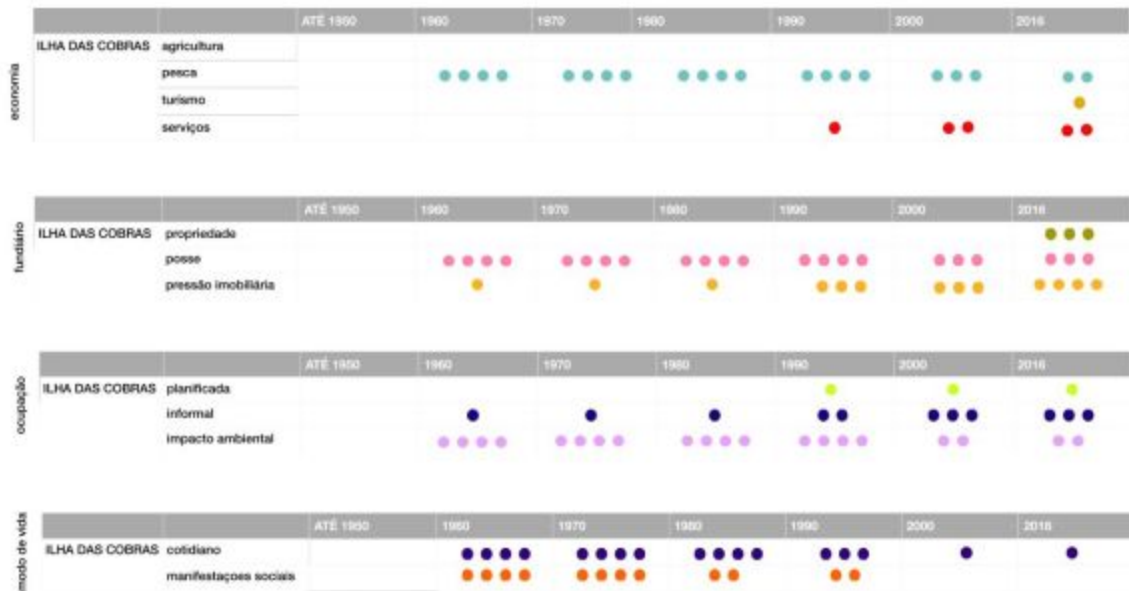 economia
ATÉ 1950 1960 1970 1980 1990 2000 2016
ILHA DAS COBRAS agricultura
pesca
turismo
serviços
fundiário
ATÉ 1950 1960 1970 1980 1990 2000 2016
ILHA DAS COBRAS propriedade
posse
pressão imobiliária
ocupação
ATÉ 1950 1960 1970 1980 1990 2000 2016
ILHA DAS COBRAS planificada
informal
impacto ambiental
modo de vida
ATÉ 1950 1960 1970 1980 1990 2000 2016
ILHA DAS COBRAS cotidiano
manifestaçoes sociais